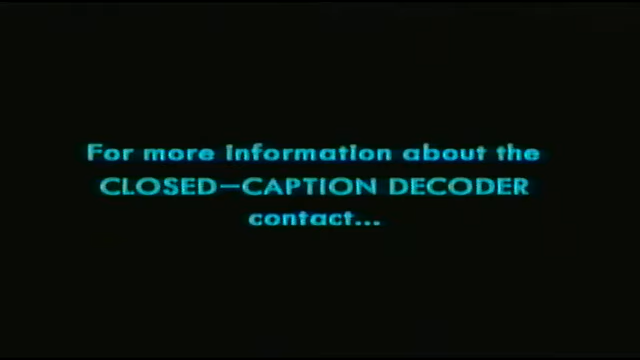 For more information about the
CLOSED-CAPTION DECODER
contact...